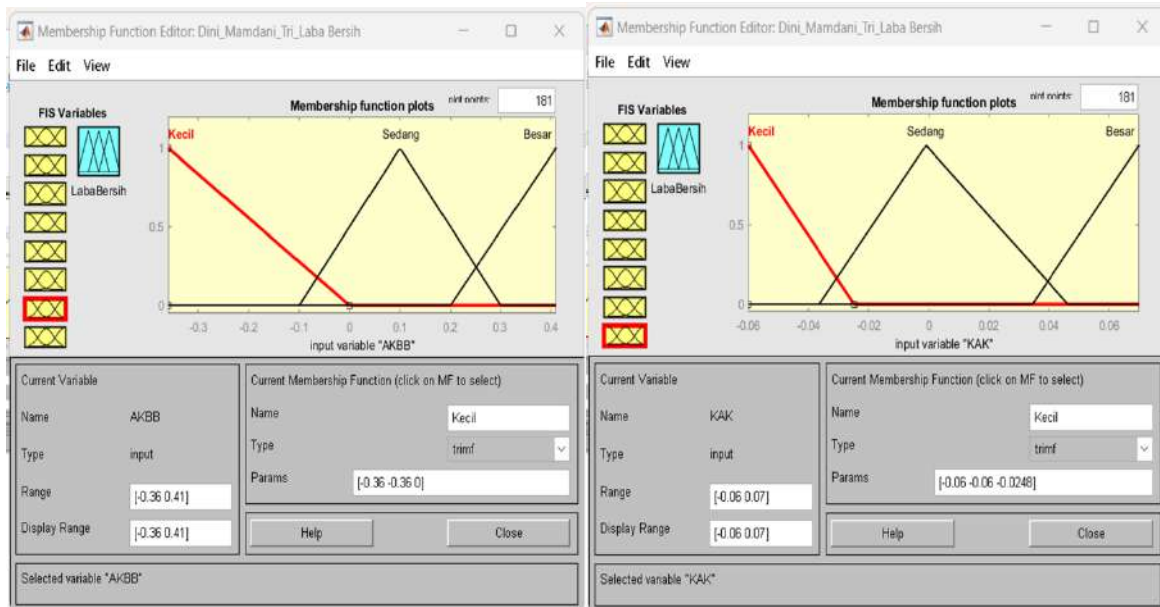 Membership Function Editor: Dini_Mamdani_Tri_Laba Bersih
File Edit View
FIS Variables
LabaBersih
Membership function plots
plot points:
181
Kecil
Sedang
Besar
1
0.5
0
-0.3 -0.2 -0.1 0 0.1 0.2 0.3 0.4
input variable "AKBB"
Current Variable
Name AKBB
Type input
Range [-0.36 0.41]
Display Range [-0.36 0.41]
Current Membership Function (click on MF to select)
Name Kecil
Type trimf
Params [-0.36 -0.36 0]
Help Close
Selected variable "AKBB"
Membership Function Editor: Dini_Mamdani_Tri_Laba Bersih
File Edit View
FIS Variables
LabaBersih
Membership function plots
plot points:
181
Kecil
Sedang
Besar
1
0.5
0
-0.06 -0.04 -0.02 0 0.02 0.04 0.06
input variable "KAK"
Current Variable
Name KAK
Type input
Range [-0.06 0.07]
Display Range [-0.06 0.07]
Current Membership Function (click on MF to select)
Name Kecil
Type trimf
Params [-0.06 -0.06 -0.0248]
Help Close
Selected variable "KAK"